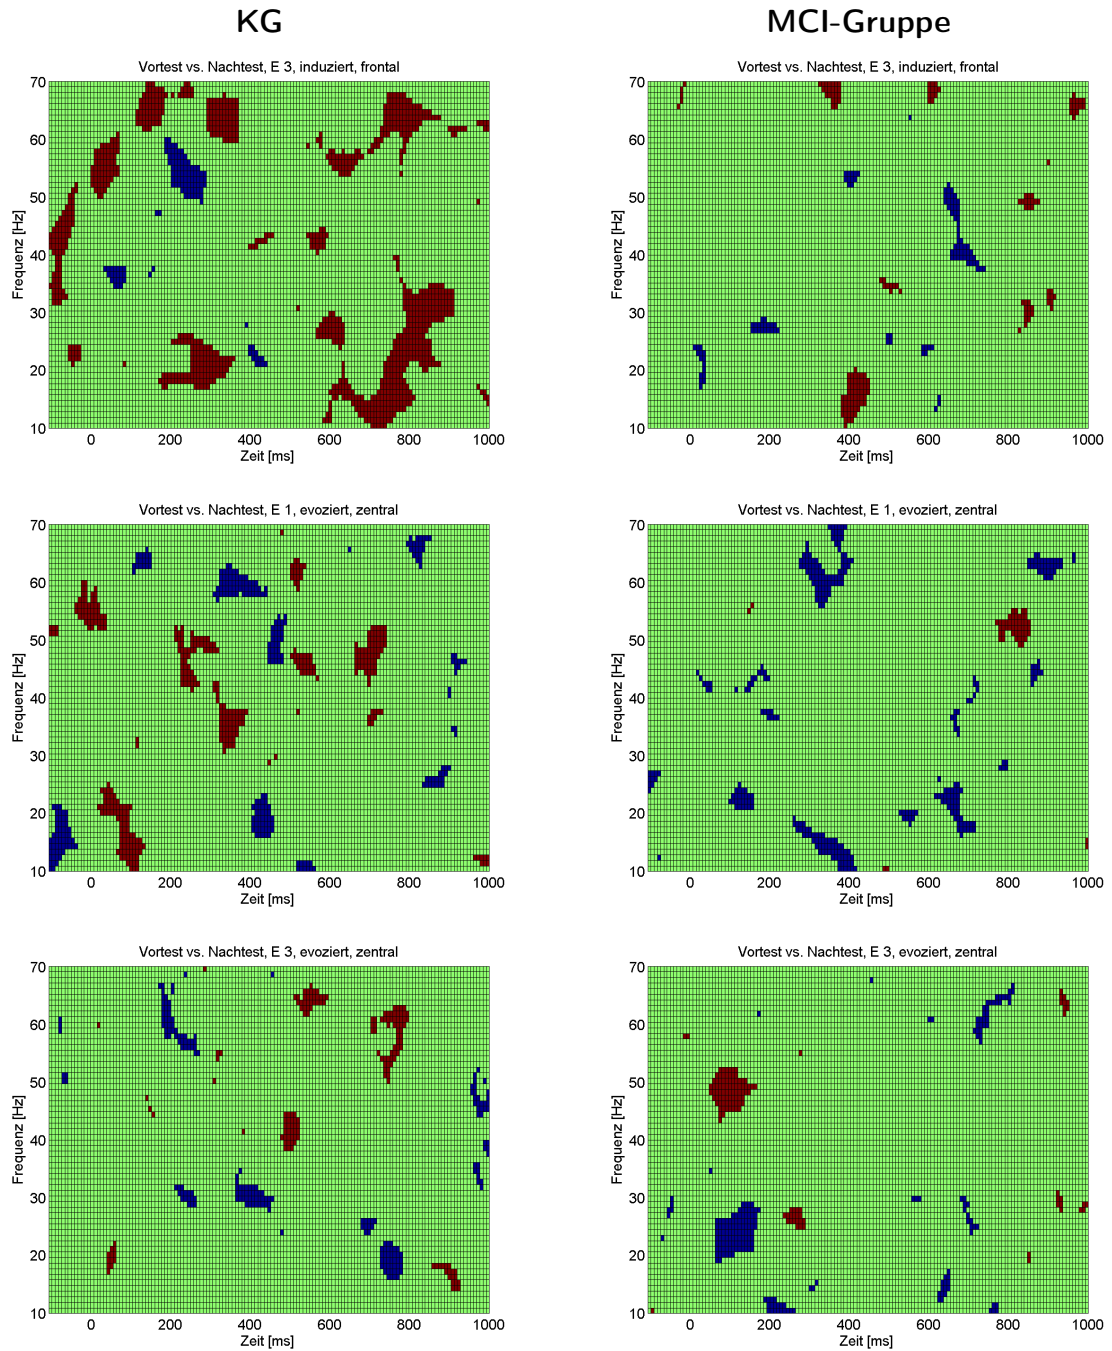 KG
MCI-Gruppe
Vortest vs. Nachtest, E 3, induziert, frontal
70
60
50
40
30
20
10
Frequenz [Hz]
0 200 400 600 800 1000
Zeit [ms]
Vortest vs. Nachtest, E 3, induziert, frontal
70
60
50
40
30
20
10
Frequenz [Hz]
0 200 400 600 800 1000
Zeit [ms]
Vortest vs. Nachtest, E 1, evoziert, zentral
70
60
50
40
30
20
10
Frequenz [Hz]
0 200 400 600 800 1000
Zeit [ms]
Vortest vs. Nachtest, E 1, evoziert, zentral
70
60
50
40
30
20
10
Frequenz [Hz]
0 200 400 600 800 1000
Zeit [ms]
Vortest vs. Nachtest, E 3, evoziert, zentral
70
60
50
40
30
20
10
Frequenz [Hz]
0 200 400 600 800 1000
Zeit [ms]
Vortest vs. Nachtest, E 3, evoziert, zentral
70
60
50
40
30
20
10
Frequenz [Hz]
0 200 400 600 800 1000
Zeit [ms]